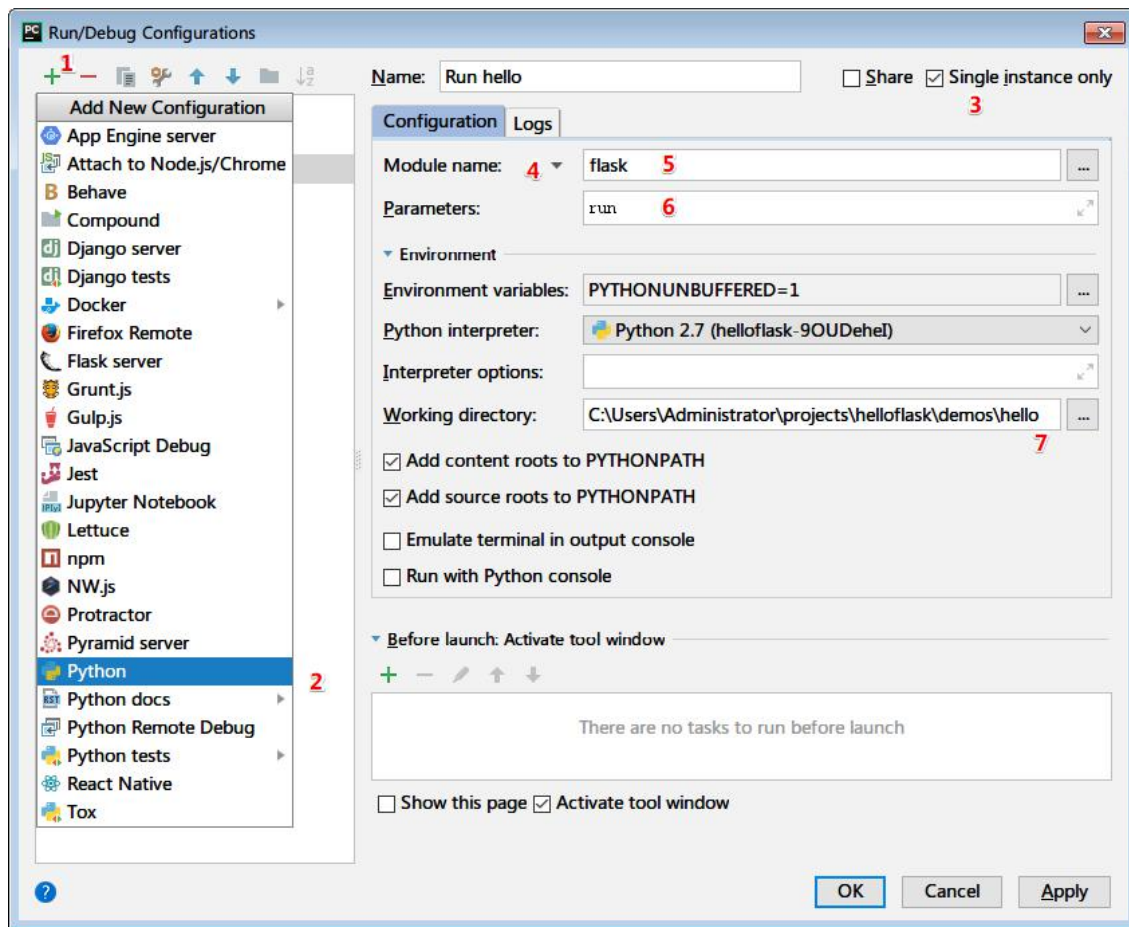 PC Run/Debug Configurations
1
Name: Run hello
Share
Single instance only
3
Add New Configuration
App Engine server
Attach to Node.js/Chrome
Behave
Compound
Django server
Django tests
Docker
Firefox Remote
Flask server
Grunt.js
Gulp.js
JavaScript Debug
Jest
Jupyter Notebook
Lettuce
npm
NW.js
Protractor
Pyramid server
Python
2
Python docs
Python Remote Debug
Python tests
React Native
Tox
Configuration
Logs
Module name: 4 flask 5 ...
Parameters: run 6
Environment
Environment variables: PYTHONUNBUFFERED=1 ...
Python interpreter: Python 2.7 (helloflask-9OUDeheI)
Interpreter options:
Working directory: C:\Users\Administrator\projects\helloflask\demos\hello ...
7
Add content roots to PYTHONPATH
Add source roots to PYTHONPATH
Emulate terminal in output console
Run with Python console
Before launch: Activate tool window
There are no tasks to run before launch
Show this page
Activate tool window
?
OK
Cancel
Apply